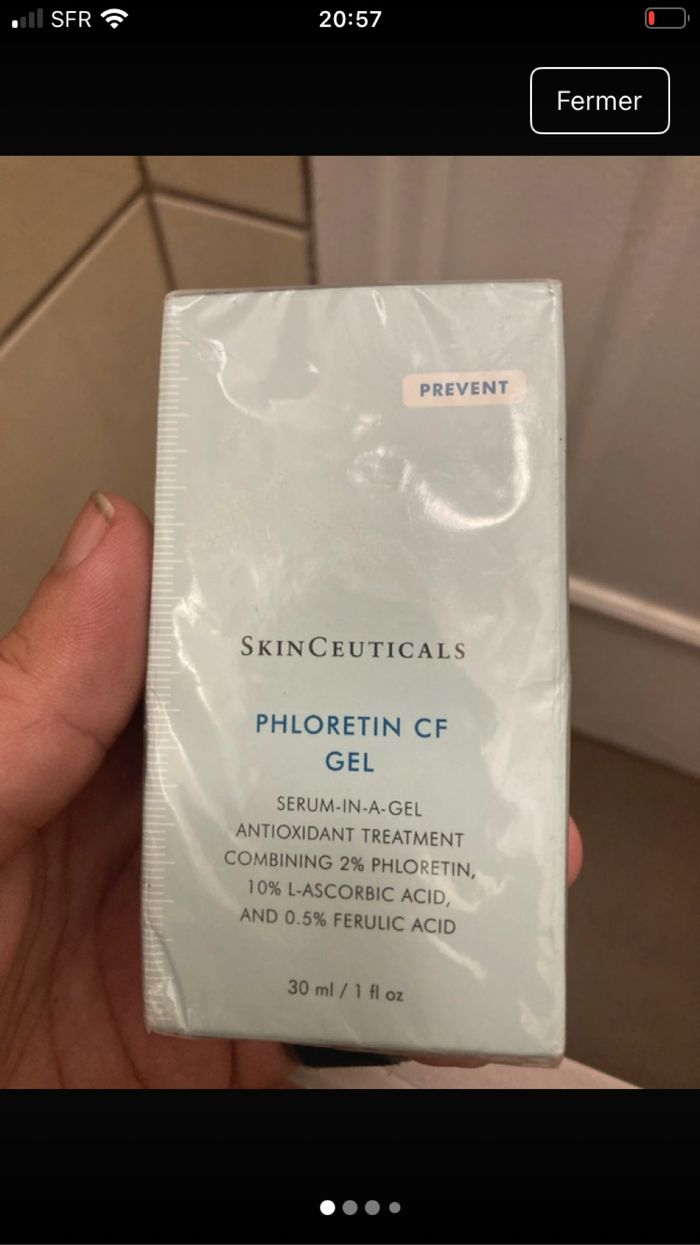 SFR
20:57
Fermer
PREVENT
SKINCEUTICALS
PHLORETIN CF
GEL
SERUM-IN-A-GEL
ANTIOXIDANT TREATMENT
COMBINING 2% PHLORETIN,
10% L-ASCORBIC ACID,
AND 0.5% FERULIC ACID
30 ml / 1 fl oz